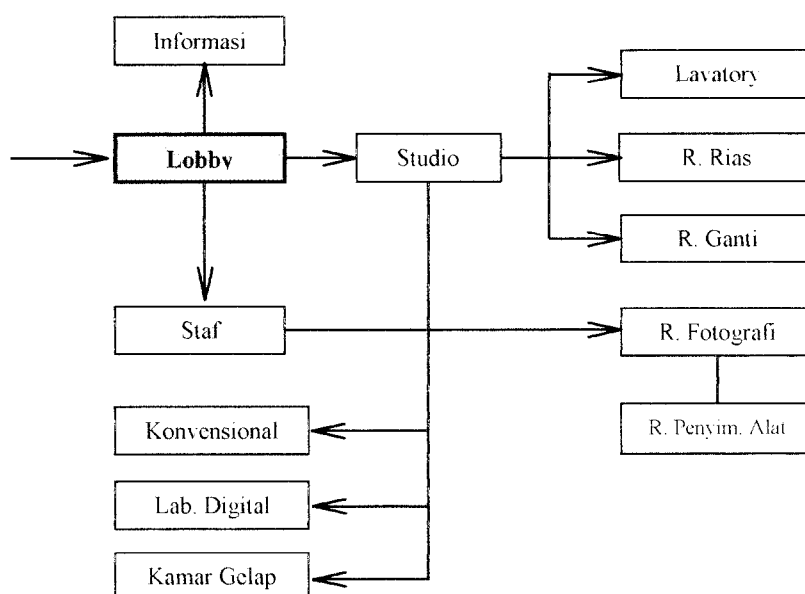 Informasi
Lavatory
Lobby
Studio
R. Rias
R. Ganti
Staf
R. Fotografi
Konvensional
R. Penyim. Alat
Lab. Digital
Kamar Gelap